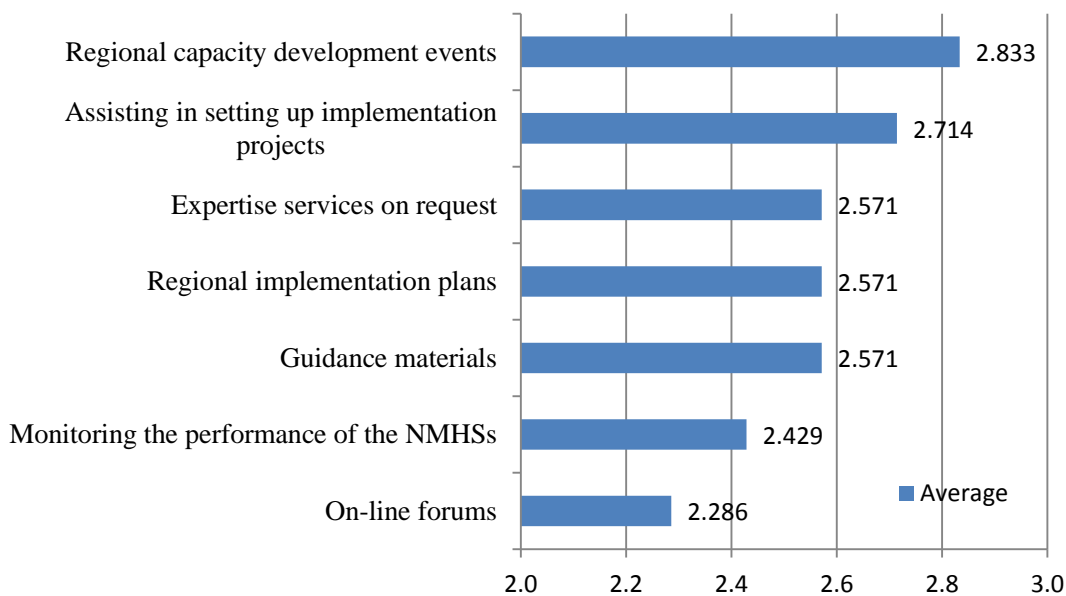 Regional capacity development events
2.833
Assisting in setting up implementation
projects
2.714
Expertise services on request
2.571
Regional implementation plans
2.571
Guidance materials
2.571
Monitoring the performance of the NMHSs
2.429
On-line forums
2.286
Average
2.0 2.2 2.4 2.6 2.8 3.0